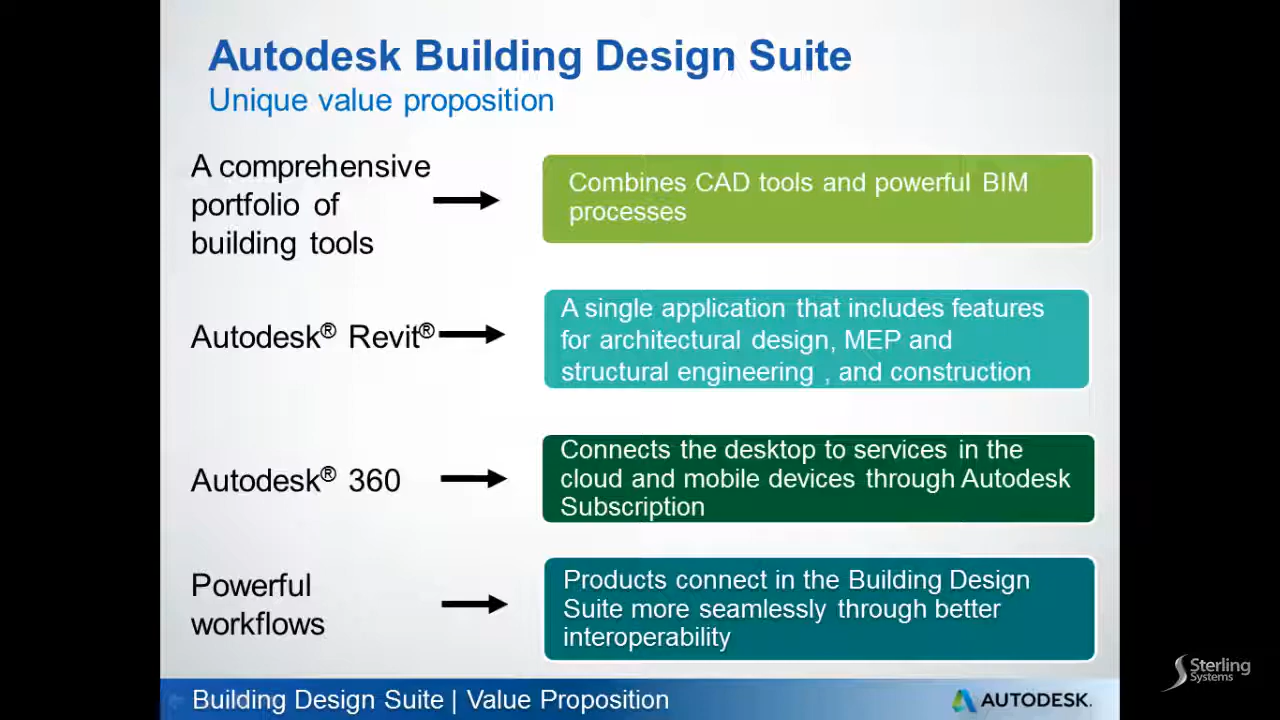 Autodesk Building Design Suite
Unique value proposition
A comprehensive
portfolio of
building tools
Combines CAD tools and powerful BIM
processes
Autodesk® Revit®
A single application that includes features
for architectural design, MEP and
structural engineering , and construction
Autodesk® 360
Connects the desktop to services in the
cloud and mobile devices through Autodesk
Subscription
Powerful
workflows
Products connect in the Building Design
Suite more seamlessly through better
interoperability
Building Design Suite | Value Proposition
AUTODESK.
Sterling
Systems